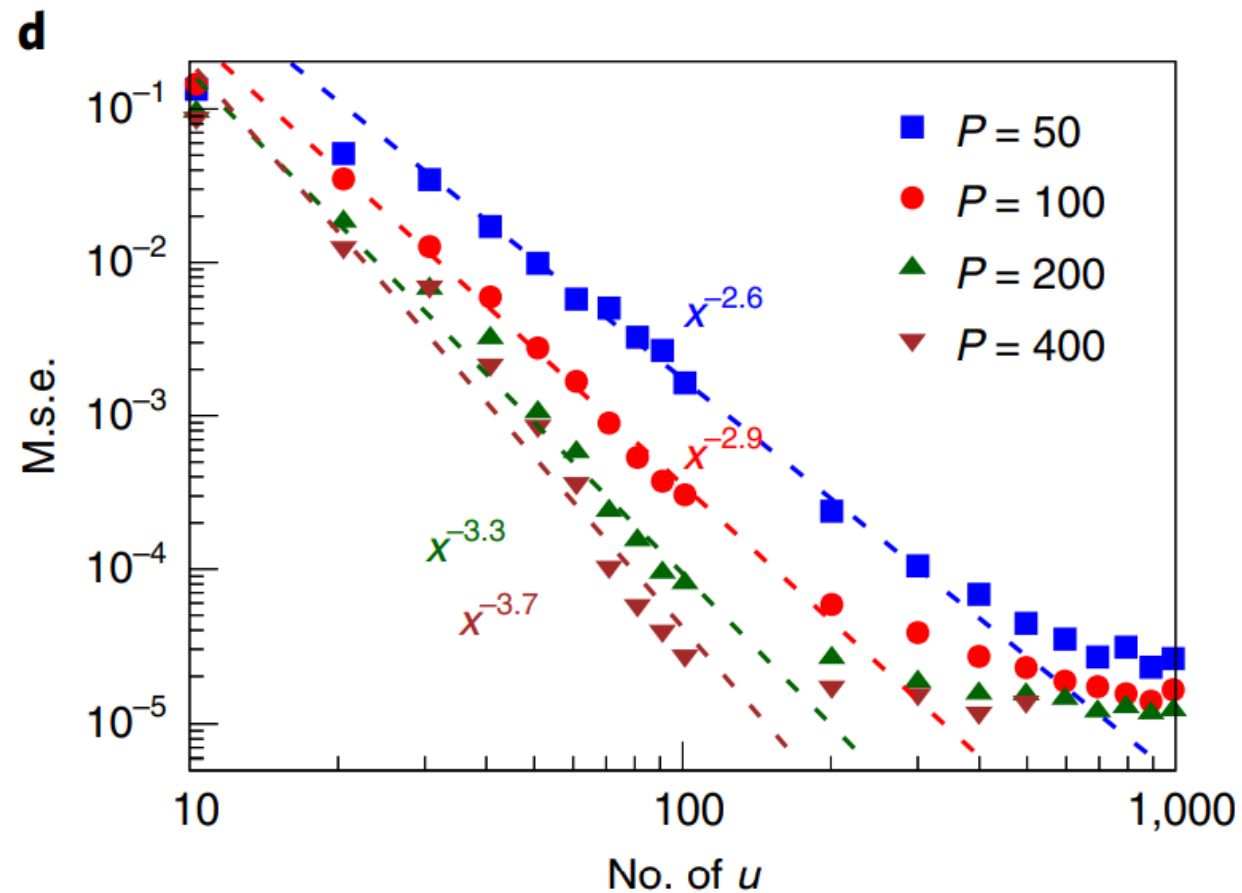 d
10⁻¹
10⁻²
10⁻³
10⁻⁴
10⁻⁵
M.s.e.
P = 50
P = 100
P = 200
P = 400
x⁻²·⁶
x⁻²·⁹
x⁻³·³
x⁻³·⁷
10
100
1,000
No. of u